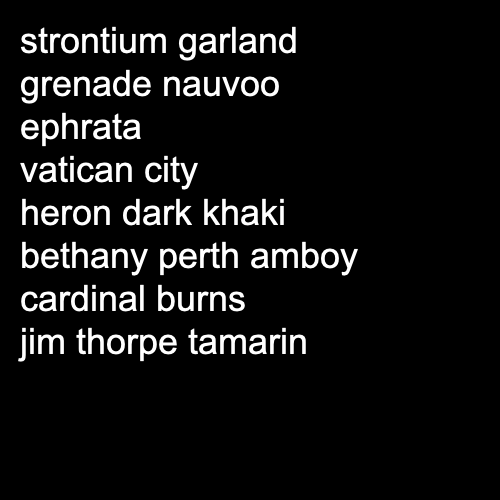 strontium garland
grenade nauvoo
ephrata
vatican city
heron dark khaki
bethany perth amboy
cardinal burns
jim thorpe tamarin